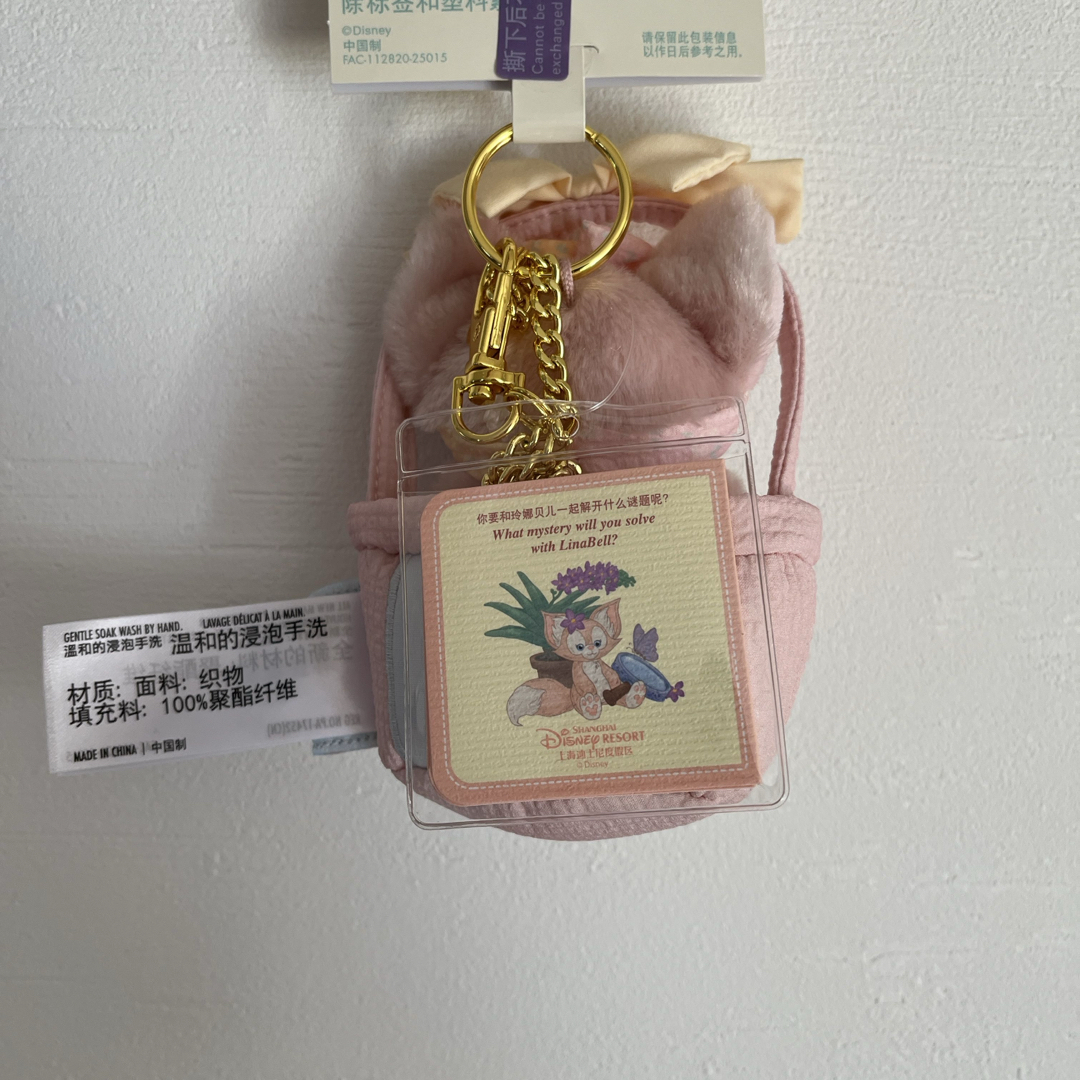 除标签和塑料
©Disney
中国制
FAC-112820-25015
撕下后
Cannot be
exchanged
请保留此包装信息
以作日后参考之用。
你要和玲娜贝儿一起解开什么谜题呢?
What mystery will you solve
with LinaBell?
SHANGHAI
Disney RESORT
上海迪士尼度假区
©Disney
GENTLE SOAK WASH BY HAND. LAVAGE DÉLICAT À LA MAIN.
温和的浸泡手洗 温和的浸泡手洗
材质: 面料: 织物
填充料: 100%聚酯纤维
MADE IN CHINA | 中国制